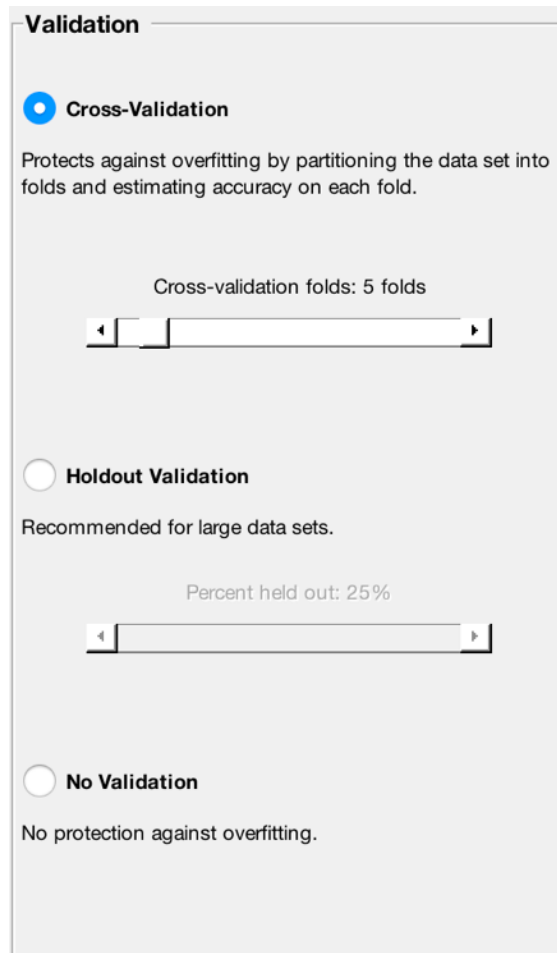 Validation
Cross-Validation
Protects against overfitting by partitioning the data set into
folds and estimating accuracy on each fold.
Cross-validation folds: 5 folds
Holdout Validation
Recommended for large data sets.
Percent held out: 25%
No Validation
No protection against overfitting.